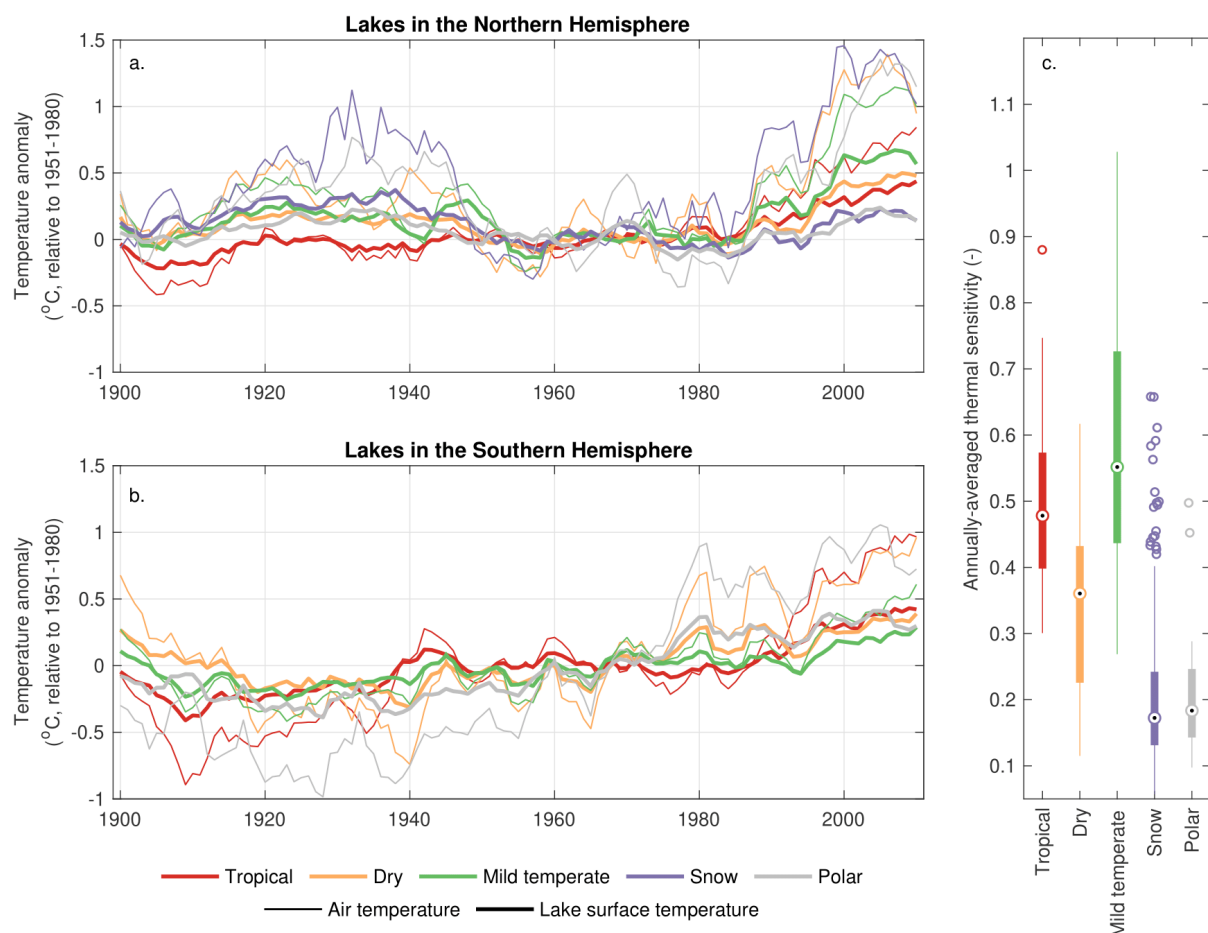 Lakes in the Northern Hemisphere
a.
Temperature anomaly
(°C, relative to 1951-1980)
1.5
1
0.5
0
-0.5
-1
1900
1920
1940
1960
1980
2000
Lakes in the Southern Hemisphere
b.
Temperature anomaly
(°C, relative to 1951-1980)
1.5
1
0.5
0
-0.5
-1
1900
1920
1940
1960
1980
2000
c.
Annually-averaged thermal sensitivity (-)
1.1
1
0.9
0.8
0.7
0.6
0.5
0.4
0.3
0.2
0.1
Tropical
Dry
Mild temperate
Snow
Polar
Tropical Dry Mild temperate Snow Polar
Air temperature Lake surface temperature